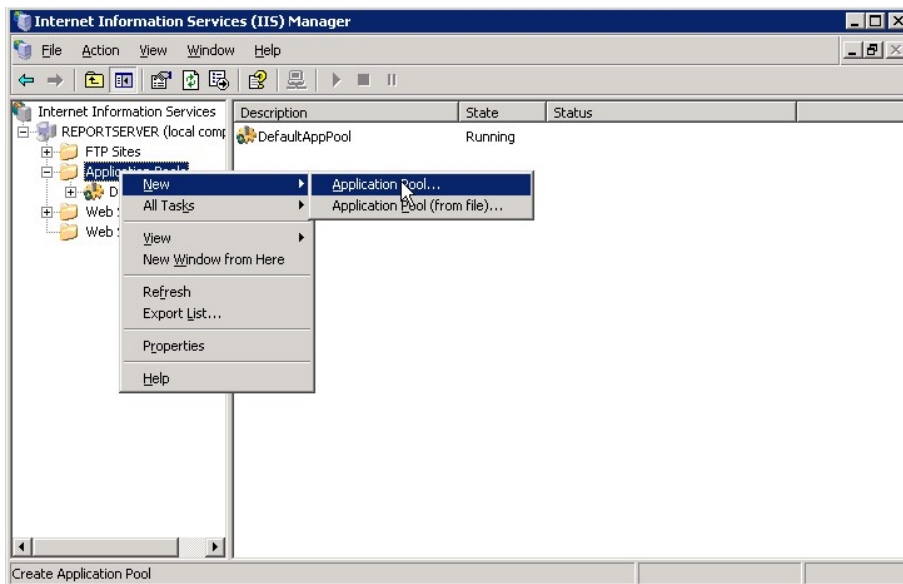 Internet Information Services (IIS) Manager
File Action View Window Help
Internet Information Services
REPORTSERVER (local comp
FTP Sites
Application Pools
D
Web
Web
Description State Status
DefaultAppPool Running
New
All Tasks
View
New Window from Here
Refresh
Export List...
Properties
Help
Application Pool...
Application Pool (from file)...
Create Application Pool